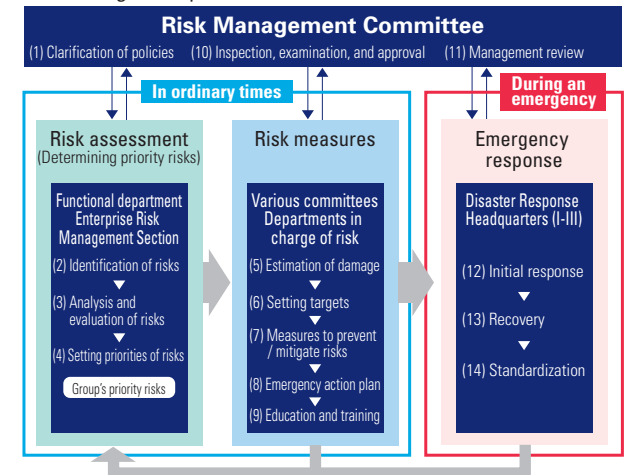 Risk Management Committee
(1) Clarification of policies (10) Inspection, examination, and approval (11) Management review
In ordinary times
During an
emergency
Risk assessment
(Determining priority risks)
Functional department
Enterprise Risk
Management Section
(2) Identification of risks
(3) Analysis and
evaluation of risks
(4) Setting priorities of risks
Group's priority risks
Risk measures
Various committees
Departments in
charge of risk
(5) Estimation of damage
(6) Setting targets
(7) Measures to prevent
/ mitigate risks
(8) Emergency action plan
(9) Education and training
Emergency
response
Disaster Response
Headquarters (I-III)
(12) Initial response
(13) Recovery
(14) Standardization